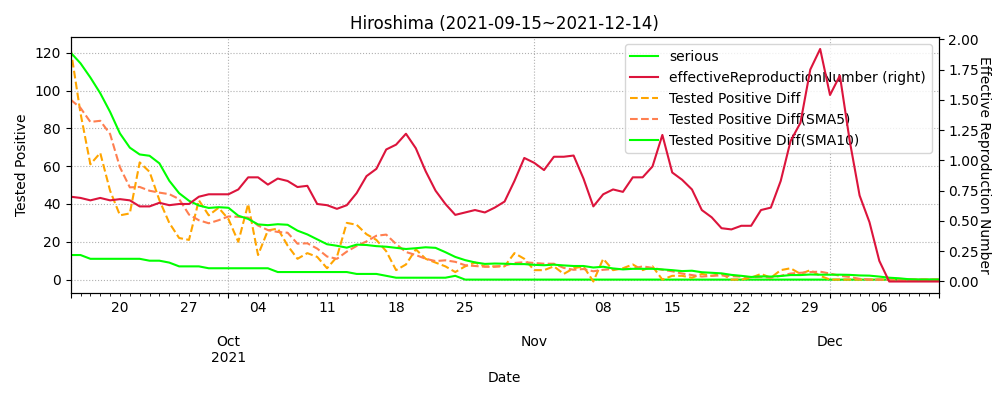 Hiroshima (2021-09-15~2021-12-14)
serious
effectiveReproductionNumber (right)
Tested Positive Diff
Tested Positive Diff(SMA5)
Tested Positive Diff(SMA10)
Tested Positive
120
100
80
60
40
20
0
2.00
1.75
1.50
1.25
1.00
0.75
0.50
0.25
0.00
Effective Reproduction Number
20 27 04 11 18 25 08 15 22 29 06
Oct Nov Dec
2021
Date